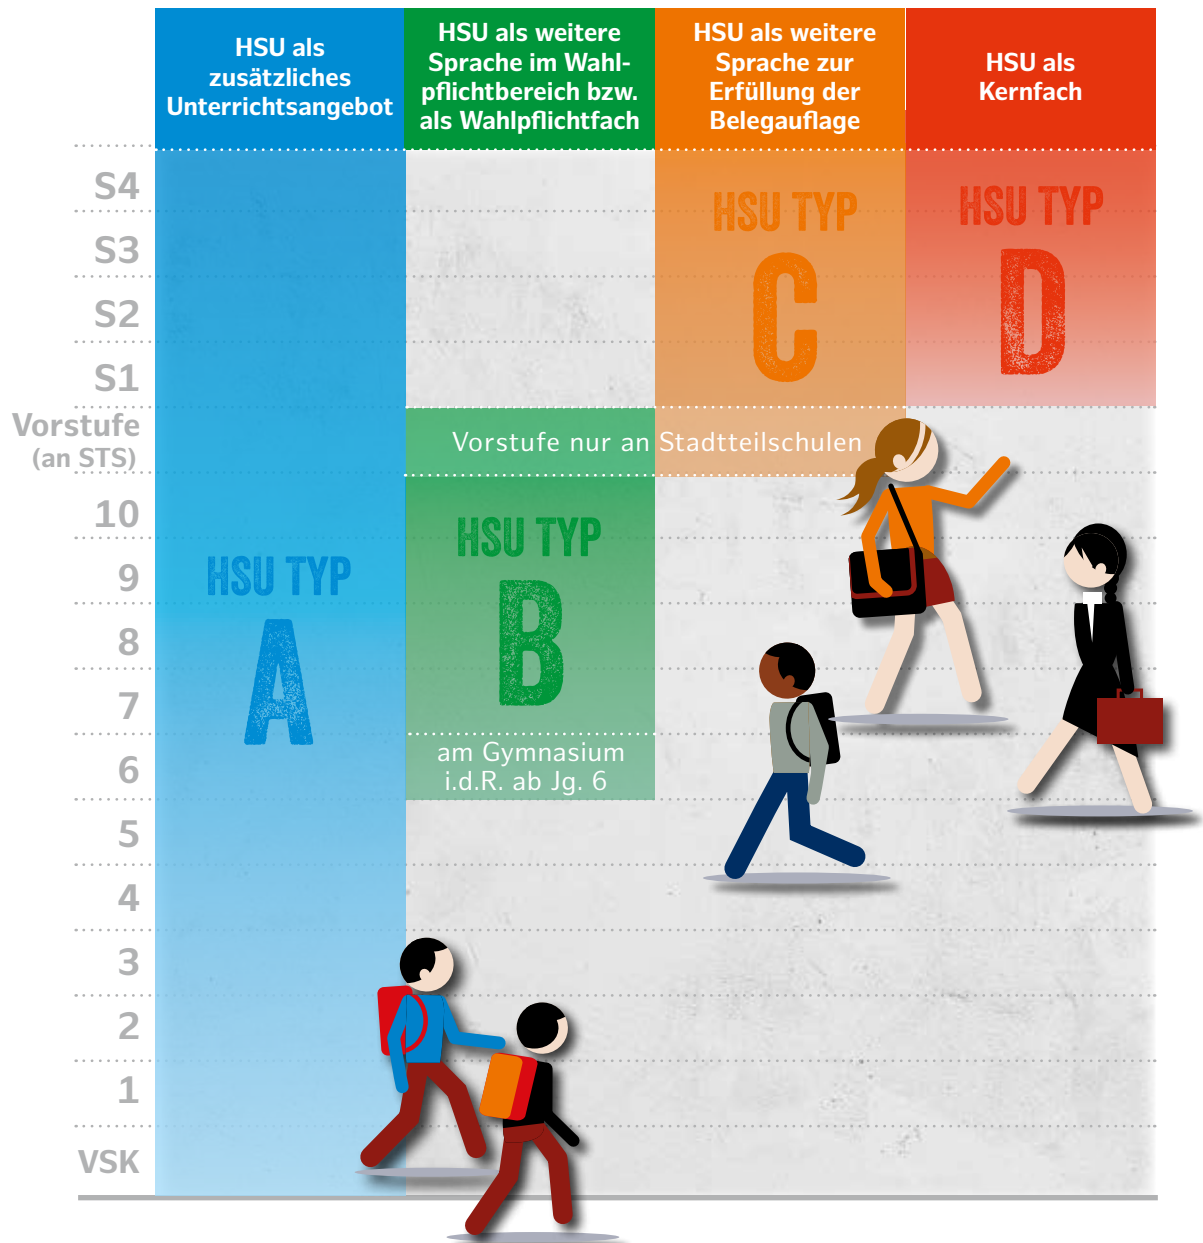 HSU als
zusätzliches
Unterrichtsangebot
HSU als weitere
Sprache im Wahl-
pflichtbereich bzw.
als Wahlpflichtfach
HSU als weitere
Sprache zur
Erfüllung der
Belegauflage
HSU als
Kernfach
S4
S3
S2
S1
Vorstufe
(an STS)
10
9
8
7
6
5
4
3
2
1
VSK
HSU TYP
A
Vorstufe nur an Stadtteilschulen
HSU TYP
B
am Gymnasium
i.d.R. ab Jg. 6
HSU TYP
C
HSU TYP
D